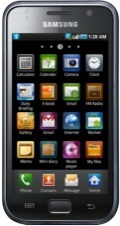 SAMSUNG
1:28 AM
Calculator Calendar Camera Clock
Daily Briefing E-book Email FM Radio
Gallery Gmail Internet Market
Memo Mini diary Music player My files
Phone Contacts Message Home